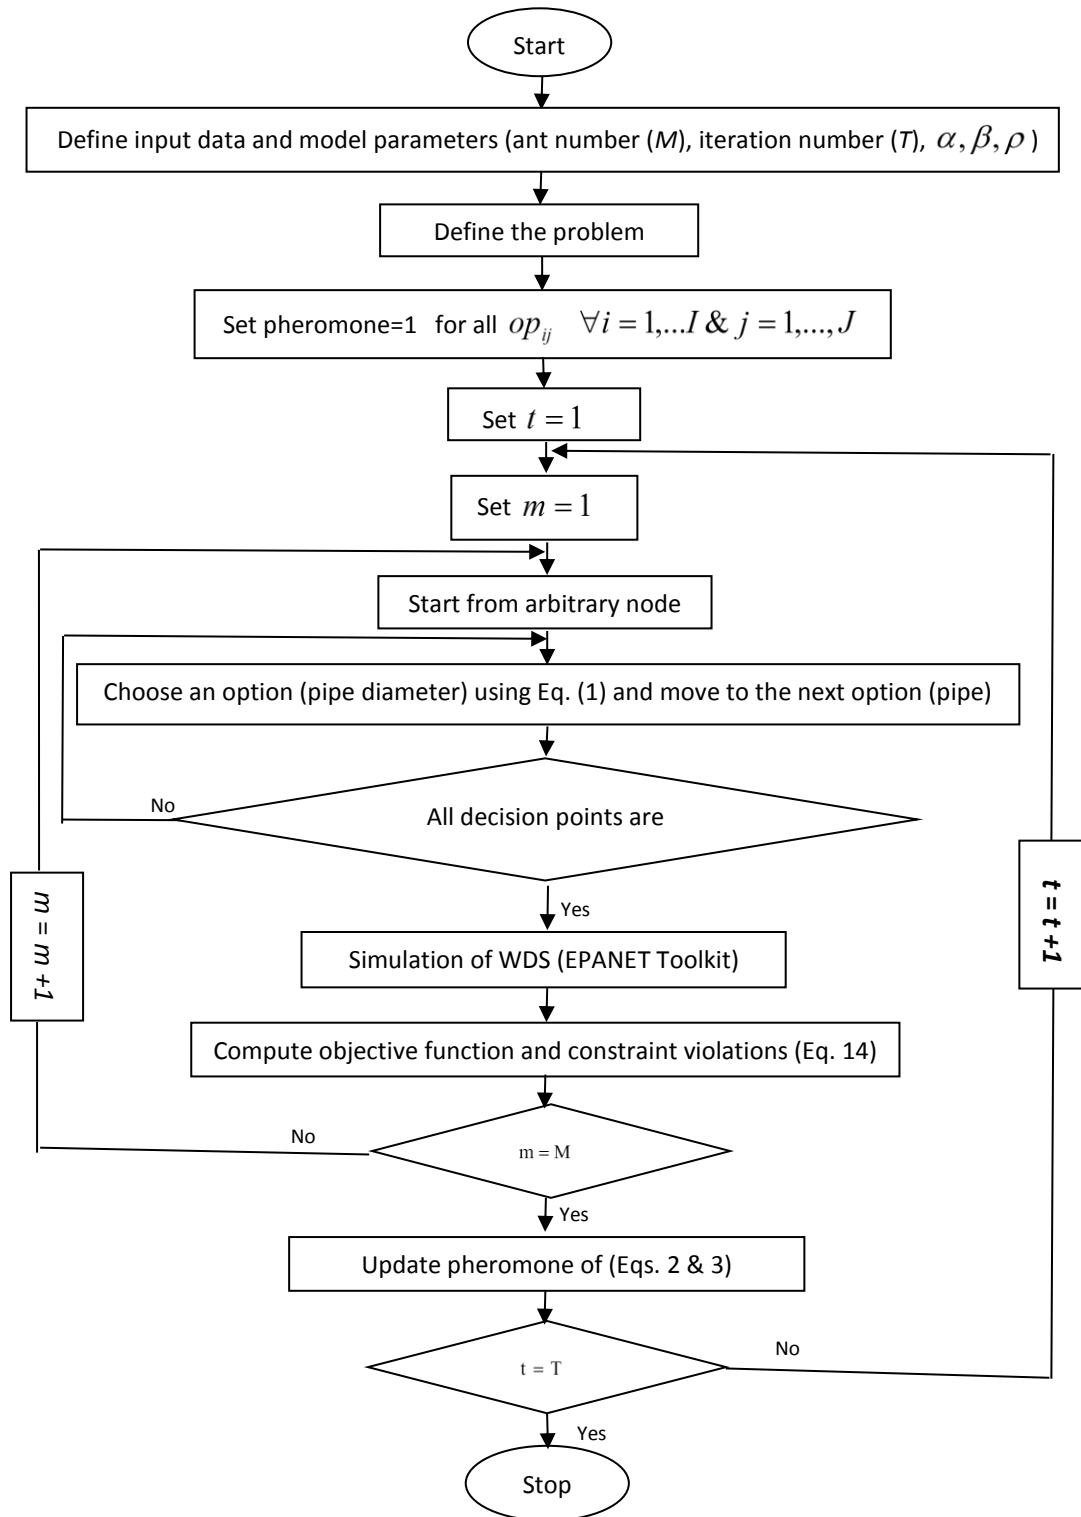 Start
Define input data and model parameters (ant number (M), iteration number (T), α, β, ρ )
Define the problem
Set pheromone=1 for all op_ij ∀i = 1,...I & j = 1,..., J
Set t = 1
Set m = 1
Start from arbitrary node
Choose an option (pipe diameter) using Eq. (1) and move to the next option (pipe)
No
All decision points are
Yes
m = m +1
t = t +1
Simulation of WDS (EPANET Toolkit)
Compute objective function and constraint violations (Eq. 14)
No
m = M
Yes
Update pheromone of (Eqs. 2 & 3)
No
t = T
Yes
Stop